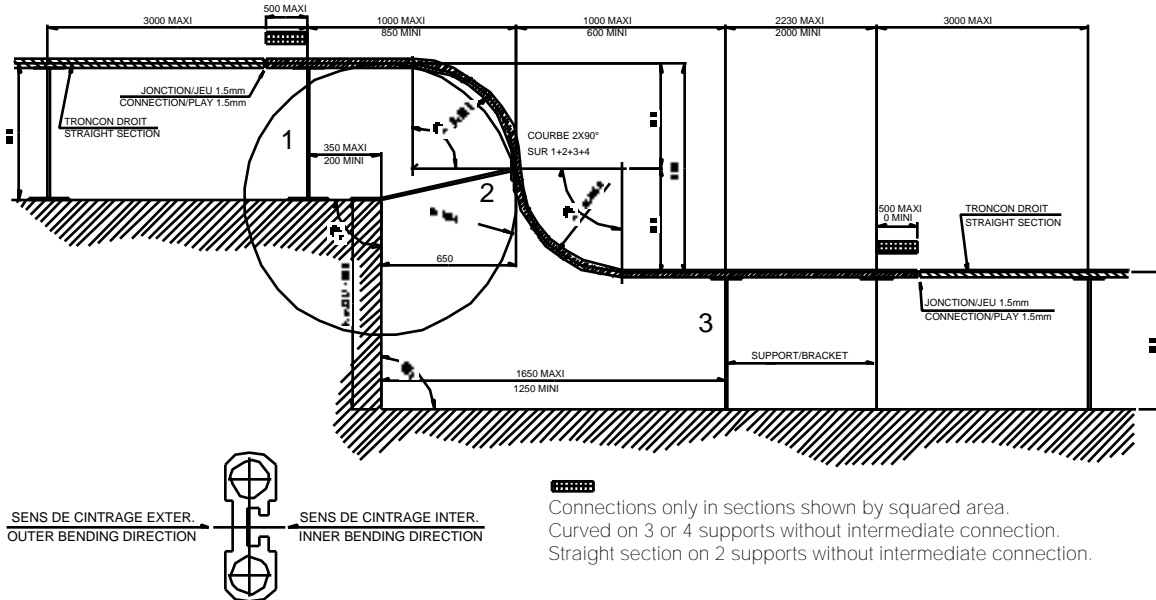 500 MAXI
3000 MAXI
1000 MAXI
850 MINI
1000 MAXI
600 MINI
2230 MAXI
2000 MINI
3000 MAXI
JONCTION/JEU 1.5mm
CONNECTION/PLAY 1.5mm
TRONCON DROIT
STRAIGHT SECTION
1
350 MAXI
200 MINI
COURBE 2X90°
SUR 1+2+3+4
2
650
500 MAXI
0 MINI
TRONCON DROIT
STRAIGHT SECTION
JONCTION/JEU 1.5mm
CONNECTION/PLAY 1.5mm
3
SUPPORT/BRACKET
1650 MAXI
1250 MINI
SENS DE CINTRAGE EXTER.
OUTER BENDING DIRECTION
SENS DE CINTRAGE INTER.
INNER BENDING DIRECTION
Connections only in sections shown by squared area.
Curved on 3 or 4 supports without intermediate connection.
Straight section on 2 supports without intermediate connection.